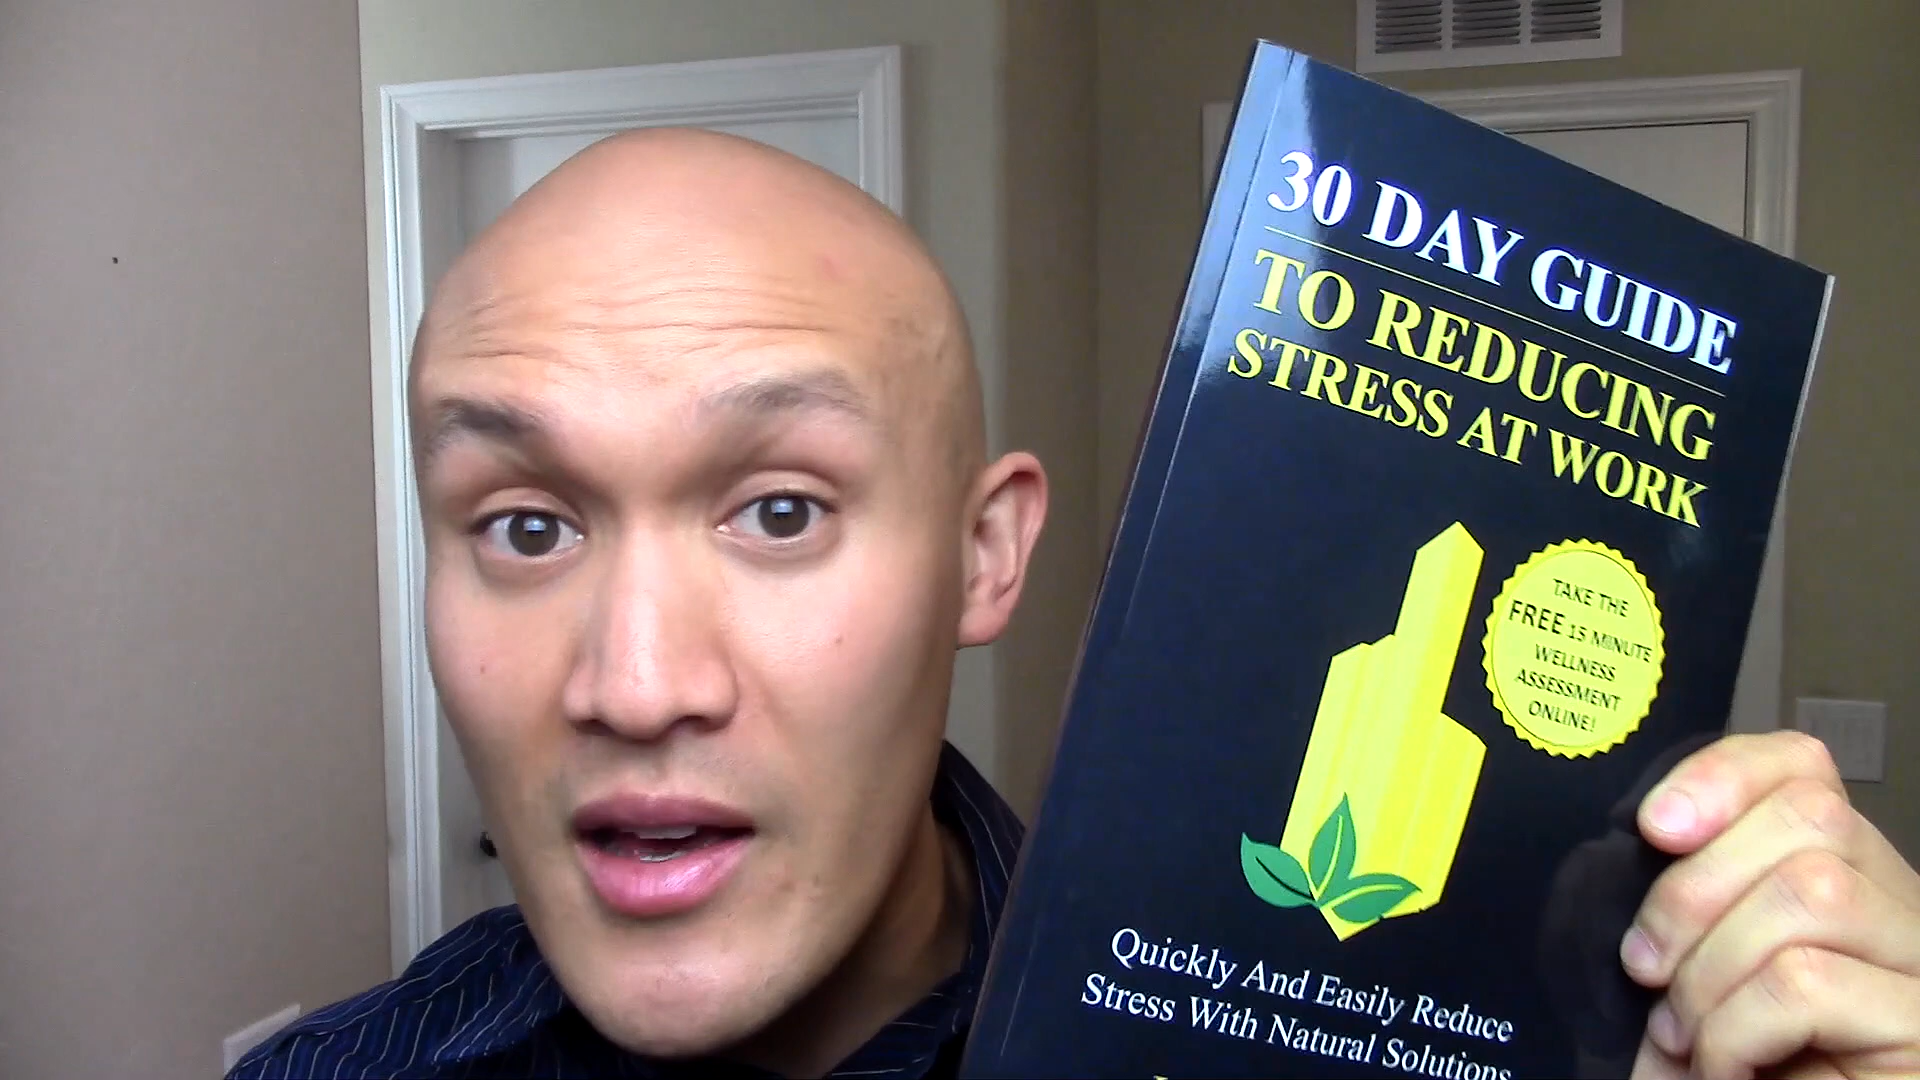 30 DAY GUIDE
TO REDUCING
STRESS AT WORK
TAKE THE
FREE 15 MINUTE
WELLNESS
ASSESSMENT
ONLINE!
Quickly And Easily Reduce
Stress With Natural Solutions